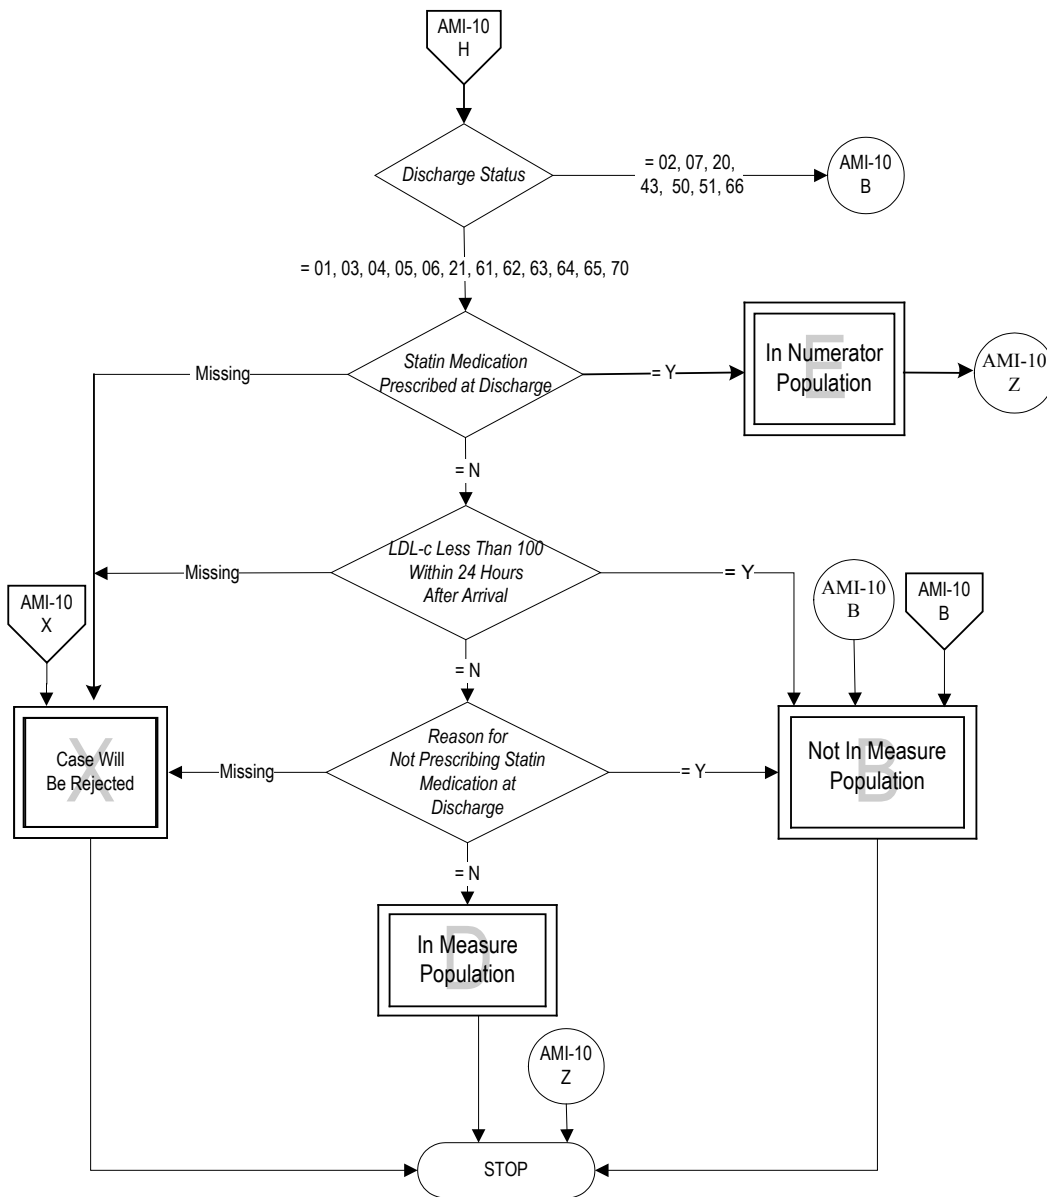 AMI-10
H
Discharge Status
= 02, 07, 20,
43, 50, 51, 66
AMI-10
B
= 01, 03, 04, 05, 06, 21, 61, 62, 63, 64, 65, 70
Missing
Statin Medication
Prescribed at Discharge
= Y
E
In Numerator
Population
AMI-10
Z
= N
Missing
LDL-c Less Than 100
Within 24 Hours
After Arrival
= Y
AMI-10
X
AMI-10
B
AMI-10
B
= N
X
Case Will
Be Rejected
Missing
Reason for
Not Prescribing Statin
Medication at
Discharge
= Y
B
Not In Measure
Population
= N
D
In Measure
Population
AMI-10
Z
STOP